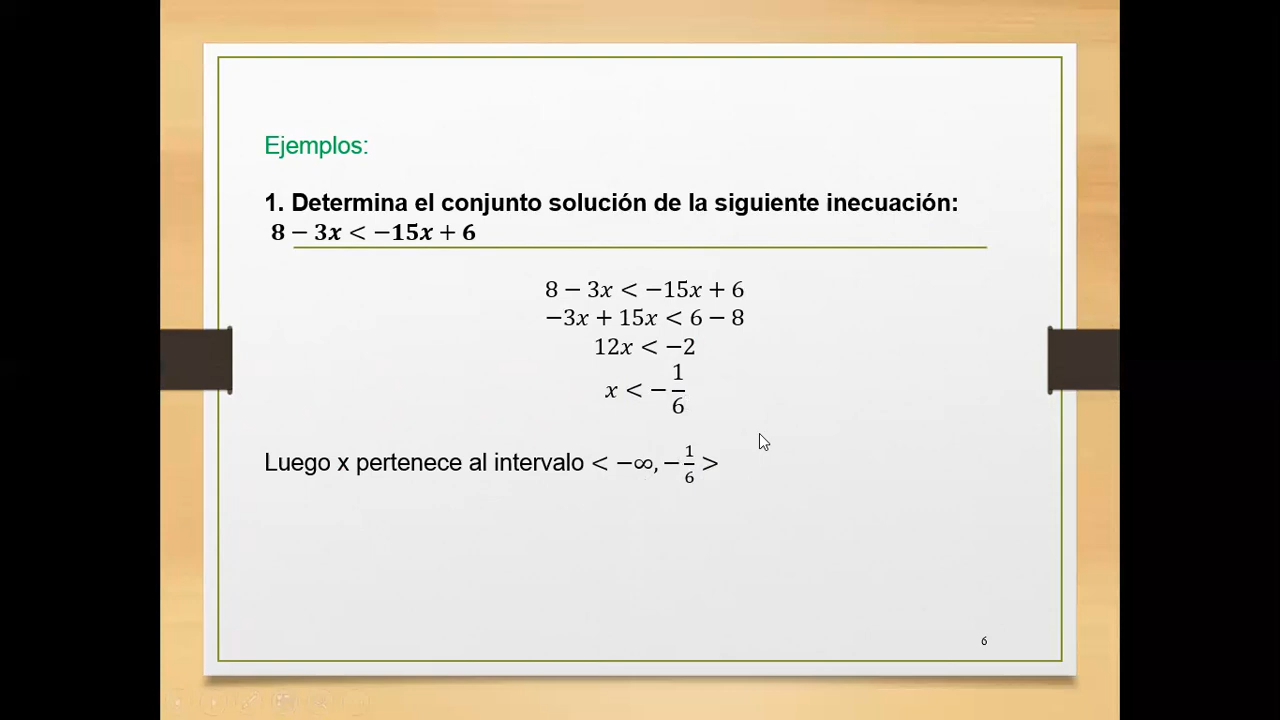 Ejemplos:
1. Determina el conjunto solución de la siguiente inecuación:
8 − 3x < −15x + 6
8 − 3x < −15x + 6
−3x + 15x < 6 − 8
12x < −2
x < −1/6
Luego x pertenece al intervalo < −∞, −1/6 >
6